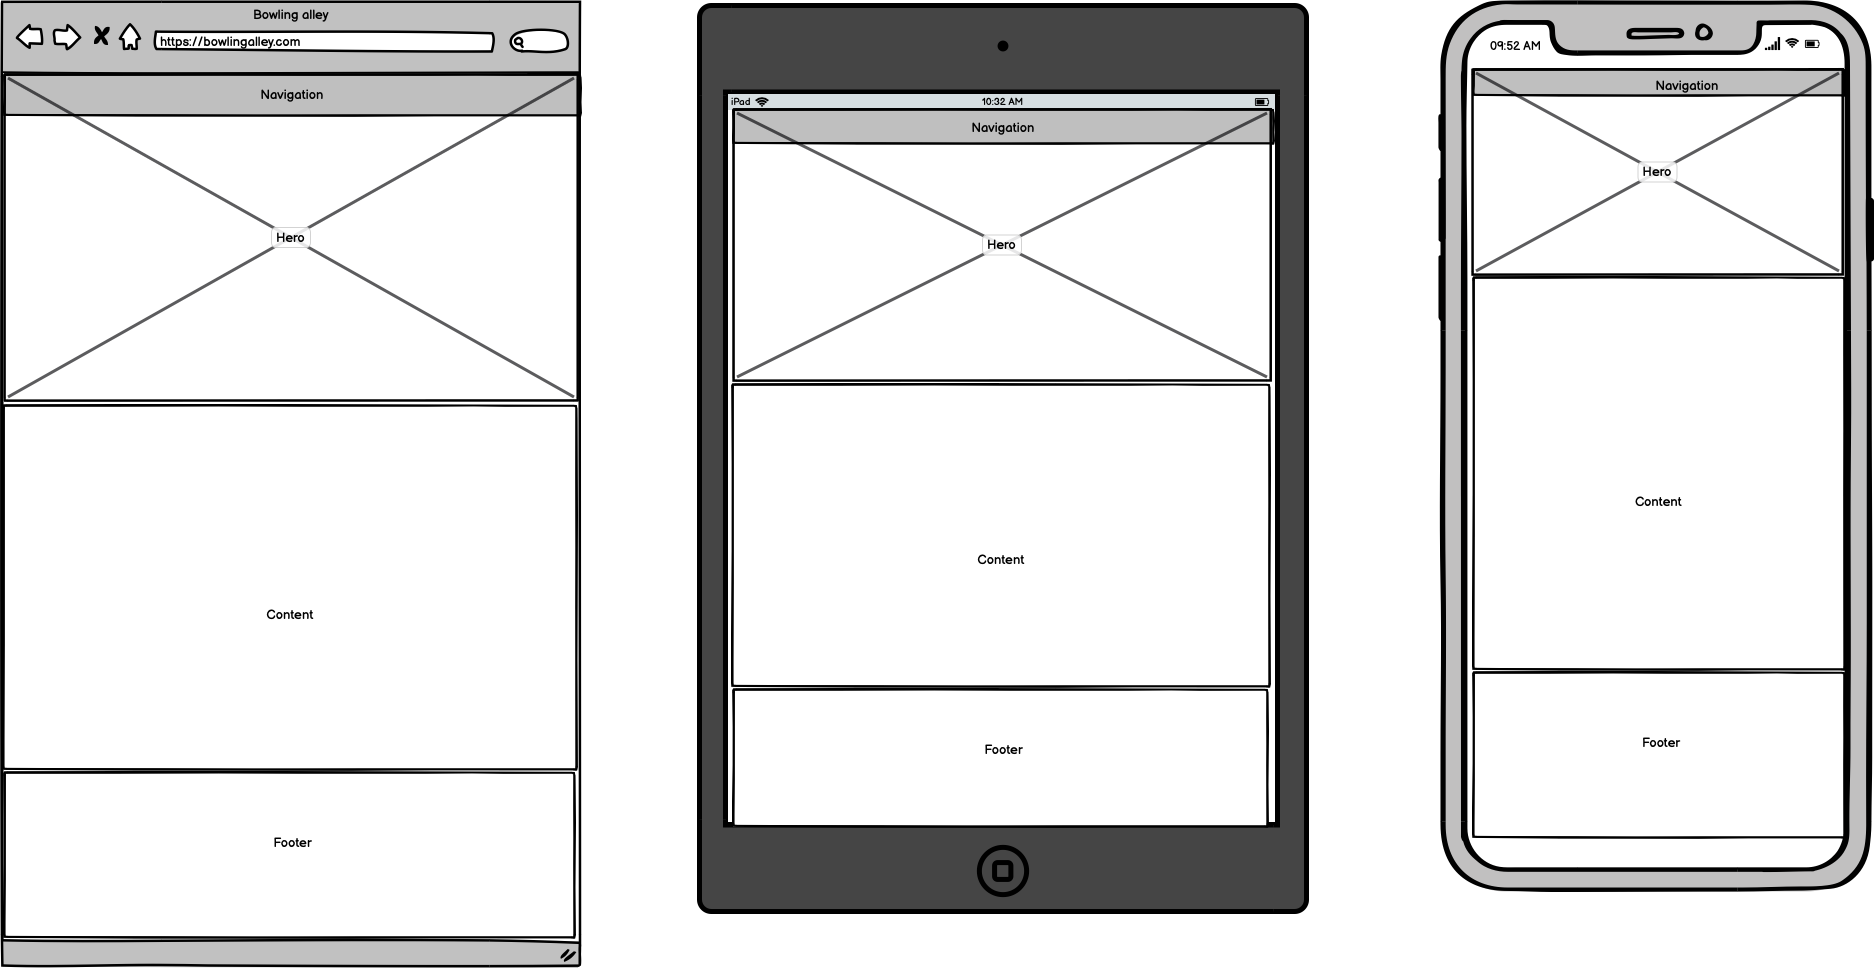 Bowling alley
https://bowlingalley.com
Navigation
Hero
Content
Footer
iPad
10:32 AM
Navigation
Hero
Content
Footer
09:52 AM
Navigation
Hero
Content
Footer